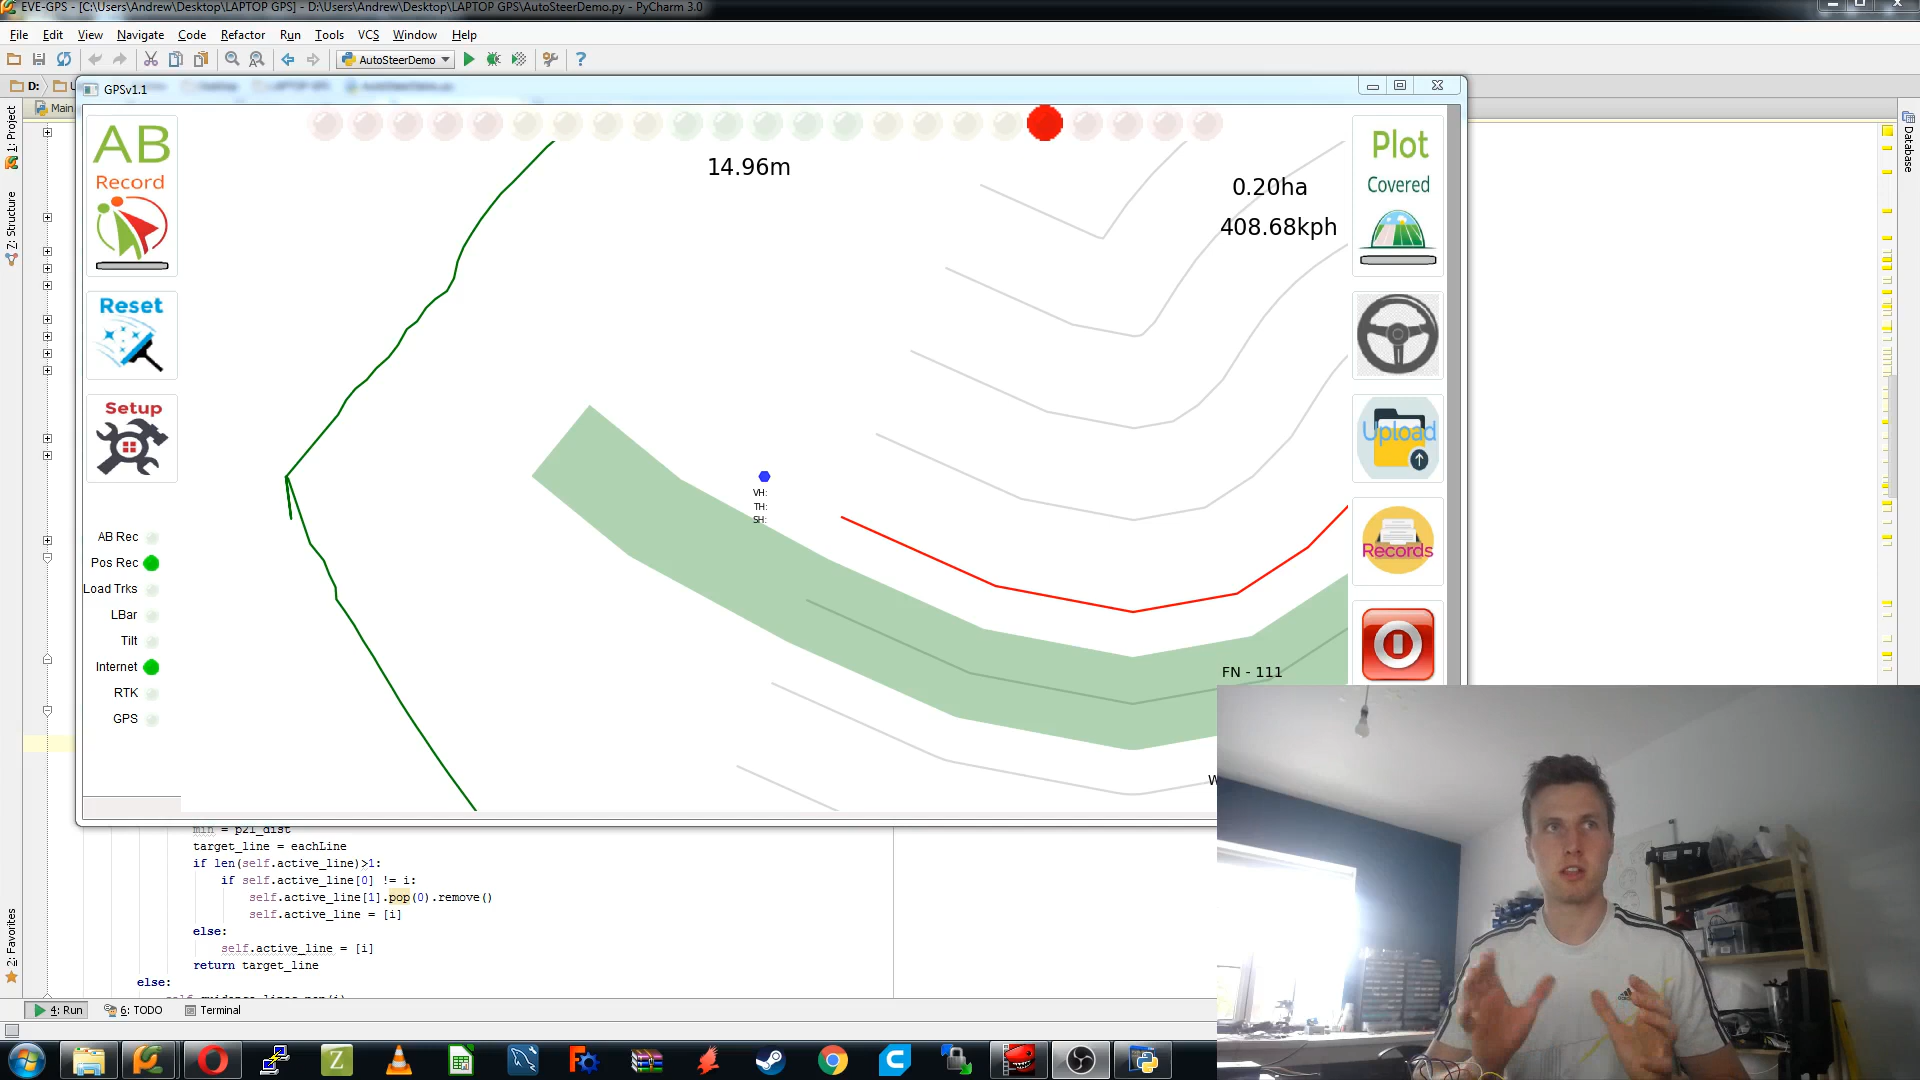 EVE-GPS - [C:\Users\Andrew\Desktop\LAPTOP GPS] - D:\Users\Andrew\Desktop\LAPTOP GPS\AutoSteerDemo.py - PyCharm 3.0
File Edit View Navigate Code Refactor Run Tools VCS Window Help
AutoSteerDemo
D:
GPSv1.1
Main
1: Project
Z: Structure
2: Favorites
Database
AB
Record
Reset
Setup
AB Rec
Pos Rec
Load Trks
LBar
Tilt
Internet
RTK
GPS
14.96m
0.20ha
408.68kph
VH:
TH:
SH:
FN - 111
W
Plot
Covered
Upload
Records
min = p2l_dist
target_line = eachLine
if len(self.active_line)>1:
if self.active_line[0] != i:
self.active_line[1].pop(0).remove()
self.active_line = [i]
else:
self.active_line = [i]
return target_line
else:
4: Run 6: TODO Terminal
adidas